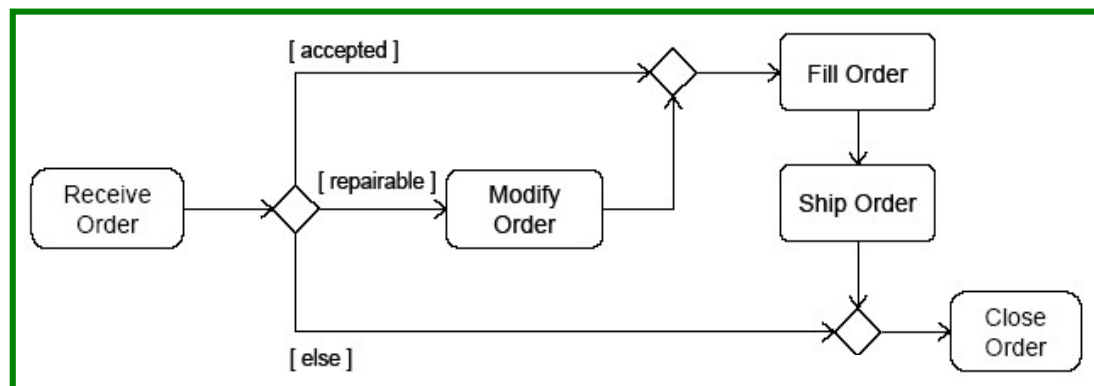 [ accepted ]
Fill Order
[ repairable ]
Receive
Order
Modify
Order
Ship Order
[ else ]
Close
Order